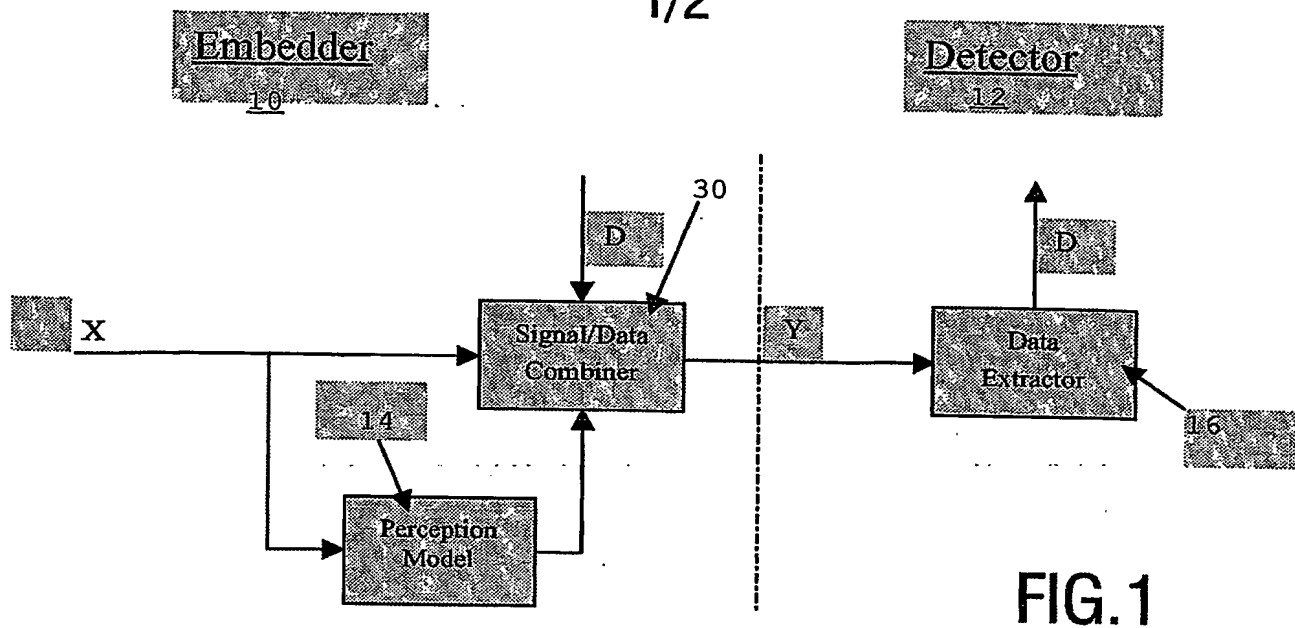 1/2
Embedder
10
Detector
12
30
D
D
X
Signal/Data
Combiner
Y
Data
Extractor
14
16
Perception
Model
FIG.1